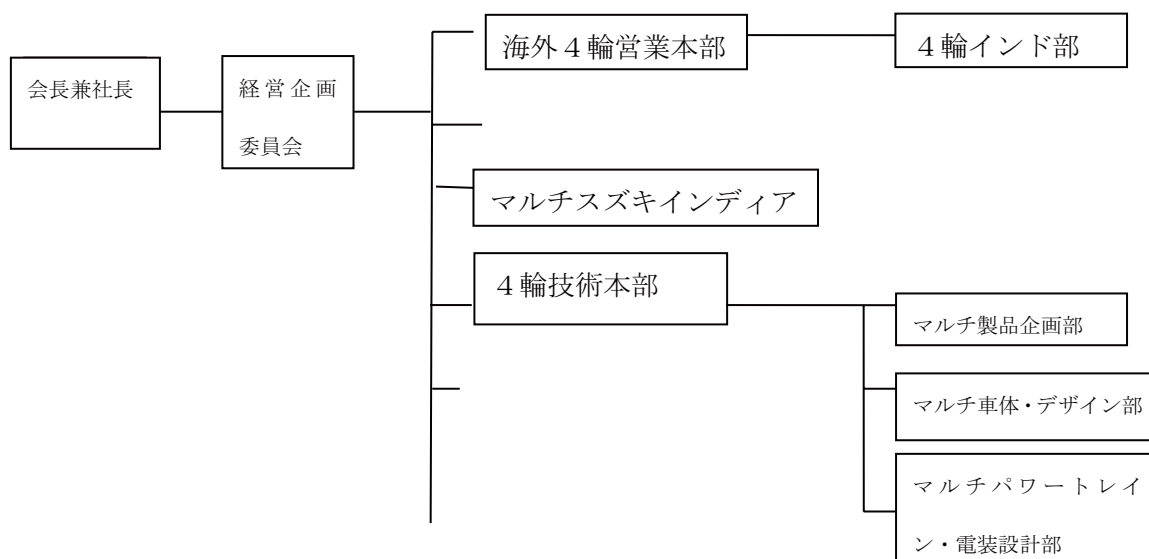 会長兼社長
経営企画
委員会
海外４輪営業本部
４輪インド部
マルチスズキインディア
４輪技術本部
マルチ製品企画部
マルチ車体・デザイン部
マルチパワートレイ
ン・電装設計部